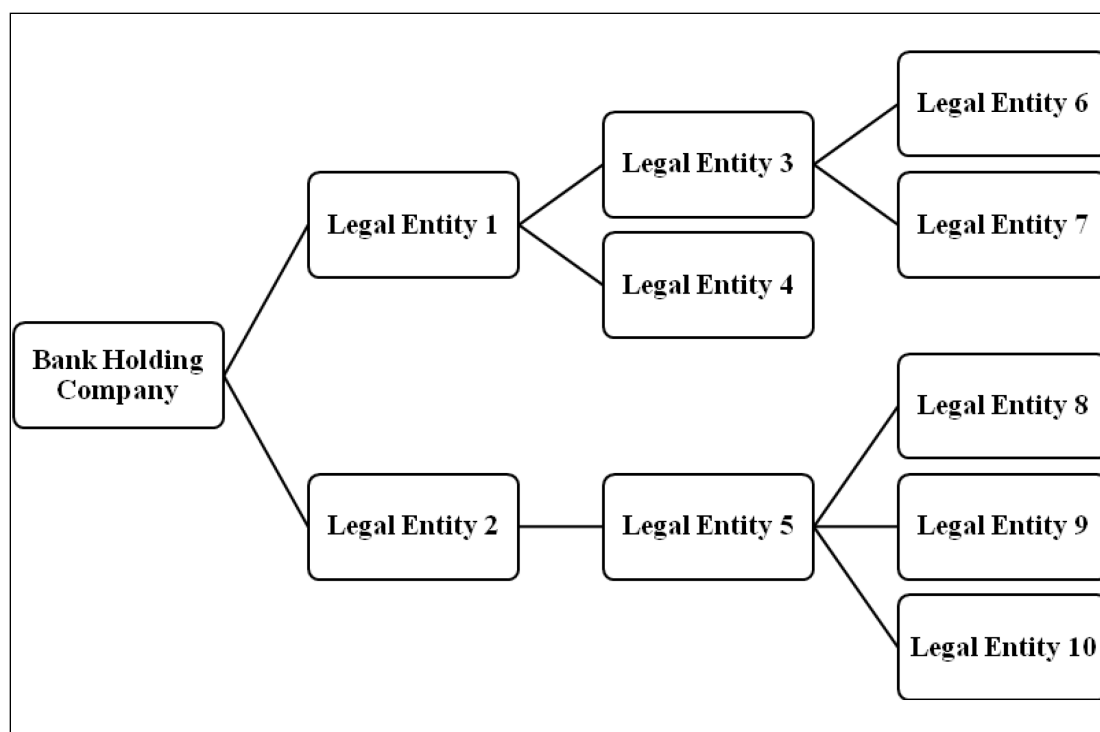 Bank Holding
Company
Legal Entity 1
Legal Entity 2
Legal Entity 3
Legal Entity 4
Legal Entity 5
Legal Entity 6
Legal Entity 7
Legal Entity 8
Legal Entity 9
Legal Entity 10